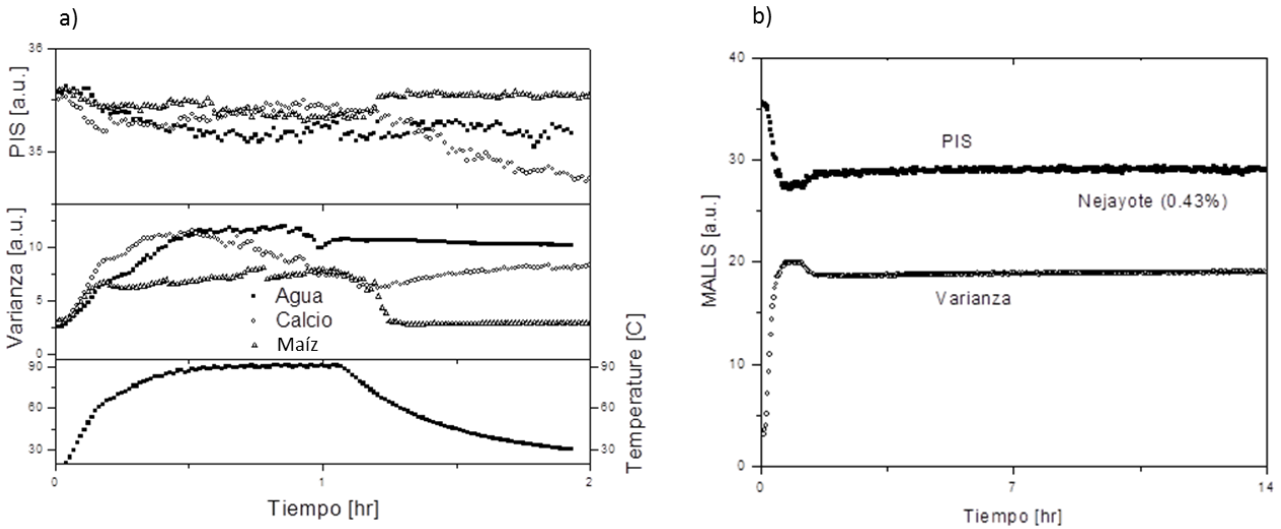 a)
36
35
PIS [a.u.]
10
5
0
Varianza [a.u.]
Agua
Calcio
Maíz
90
60
30
90
60
30
Temperature [C]
0
1
2
Tiempo [hr]
b)
40
30
20
10
0
MALLS [a.u.]
PIS
Nejayote (0.43%)
Varianza
0
7
14
Tiempo [hr]